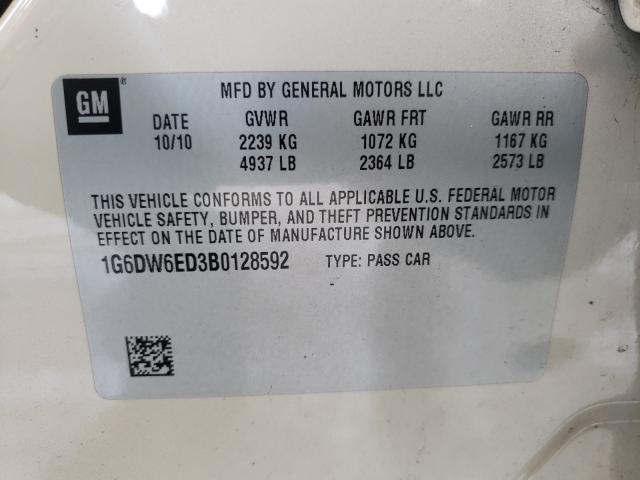 GM
®
MFD BY GENERAL MOTORS LLC
DATE GVWR GAWR FRT GAWR RR
10/10 2239 KG 1072 KG 1167 KG
4937 LB 2364 LB 2573 LB
THIS VEHICLE CONFORMS TO ALL APPLICABLE U.S. FEDERAL MOTOR
VEHICLE SAFETY, BUMPER, AND THEFT PREVENTION STANDARDS IN
EFFECT ON THE DATE OF MANUFACTURE SHOWN ABOVE.
1G6DW6ED3B0128592 TYPE: PASS CAR